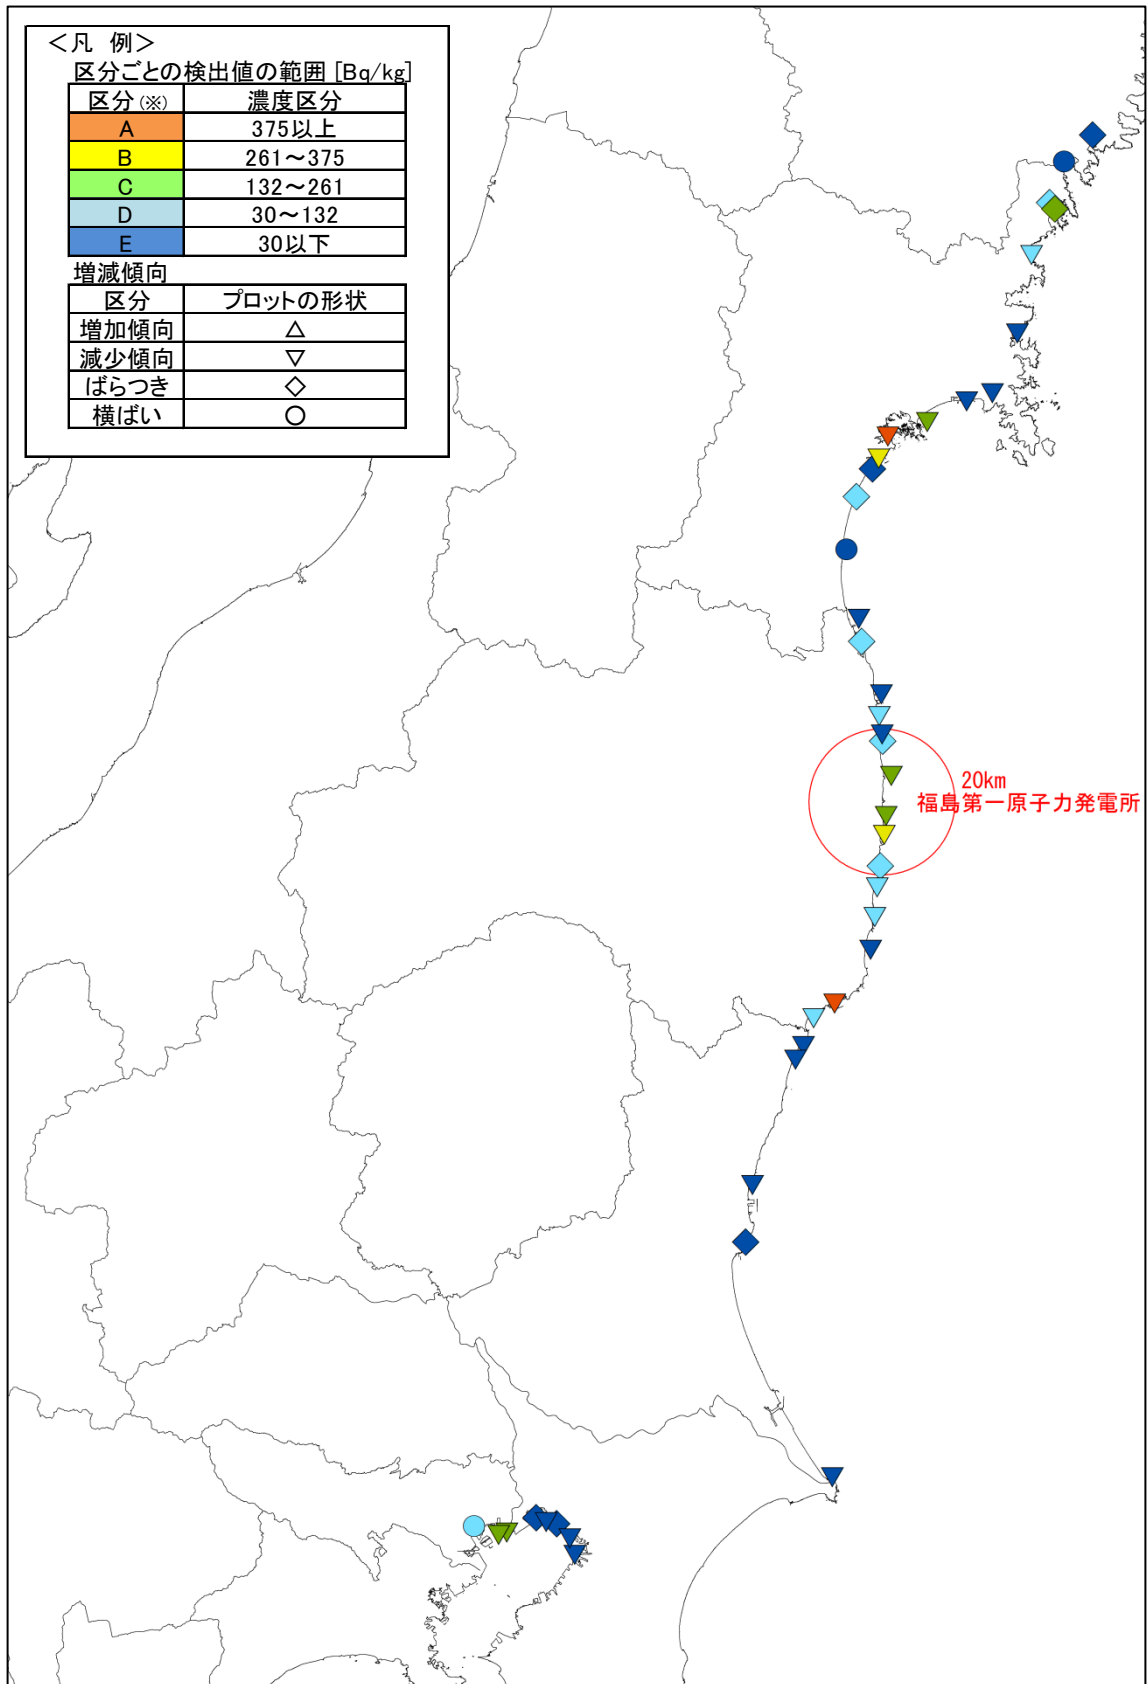 ＜凡 例＞
区分ごとの検出値の範囲 [Bq/kg]
区分(※) 濃度区分
A 375以上
B 261～375
C 132～261
D 30～132
E 30以下
増減傾向
区分 プロットの形状
増加傾向 △
減少傾向 ▽
ばらつき ◇
横ばい ○
20km
福島第一原子力発電所